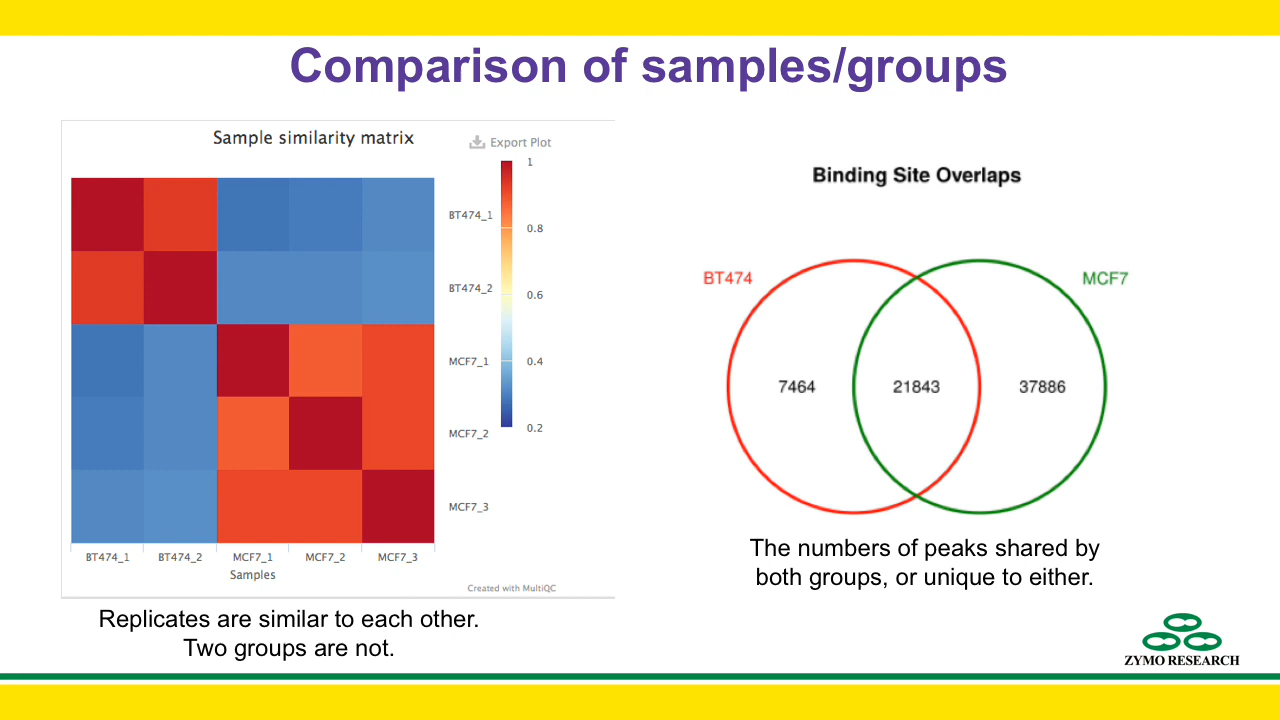 Comparison of samples/groups
Sample similarity matrix
Export Plot
1
0.8
0.6
0.4
0.2
BT474_1
BT474_2
MCF7_1
MCF7_2
MCF7_3
BT474_1 BT474_2 MCF7_1 MCF7_2 MCF7_3
Samples
Created with MultiQC
Replicates are similar to each other.
Two groups are not.
Binding Site Overlaps
BT474 MCF7
7464 21843 37886
The numbers of peaks shared by
both groups, or unique to either.
ZYMO RESEARCH